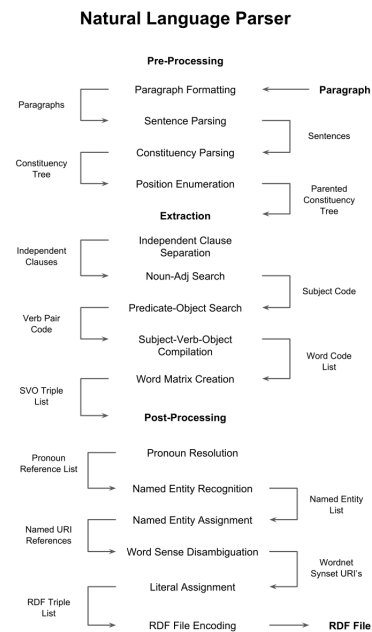 Natural Language Parser
Pre-Processing
Paragraph Formatting
Paragraph
Paragraphs
Sentence Parsing
Sentences
Constituency Parsing
Constituency
Tree
Position Enumeration
Parented
Constituency
Tree
Extraction
Independent Clause
Separation
Independent
Clauses
Noun-Adj Search
Subject Code
Predicate-Object Search
Verb Pair
Code
Subject-Verb-Object
Compilation
Word Code
List
Word Matrix Creation
SVO Triple
List
Post-Processing
Pronoun Resolution
Pronoun
Reference List
Named Entity Recognition
Named Entity
List
Named Entity Assignment
Named URI
References
Word Sense Disambiguation
Wordnet
Synset URI's
Literal Assignment
RDF Triple
List
RDF File Encoding
RDF File